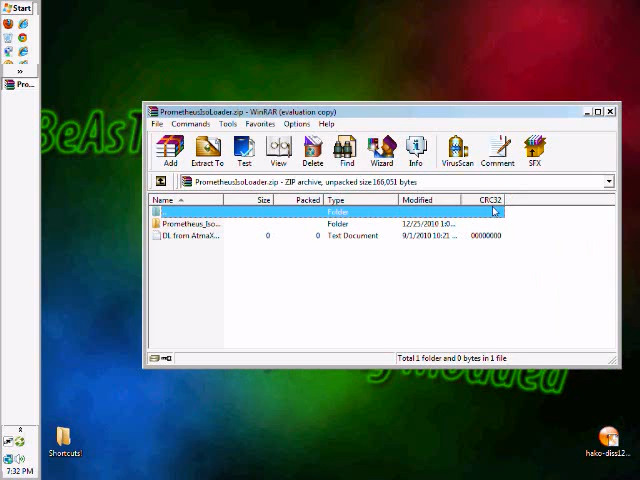 Start
»
Pro...
BeAsT
PrometheusIsoLoader.zip - WinRAR (evaluation copy)
File Commands Tools Favorites Options Help
Add Extract To Test View Delete Find Wizard Info VirusScan Comment SFX
PrometheusIsoLoader.zip - ZIP archive, unpacked size 166,051 bytes
Name Size Packed Type Modified CRC32
.. Folder
Prometheus_Iso... Folder 12/25/2010 1:0...
DL from AtmaX... 0 0 Text Document 9/1/2010 10:21 ... 00000000
Total 1 folder and 0 bytes in 1 file
Shortcuts!
hako-diss12...
7:32 PM